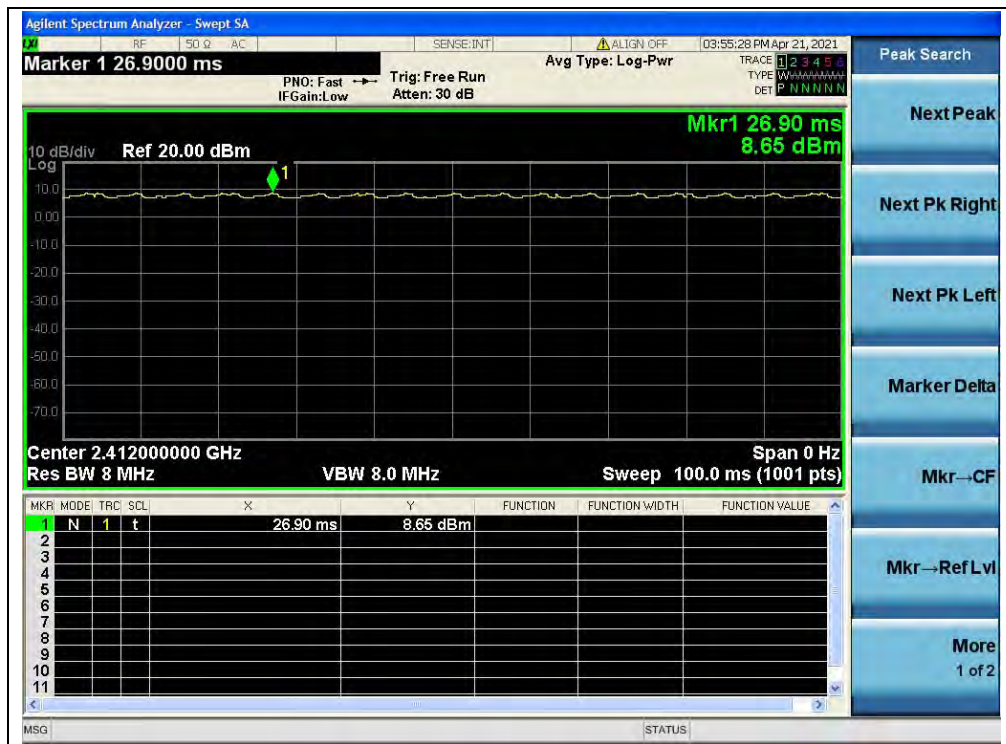 Agilent Spectrum Analyzer - Swept SA
LXI RF 50 Ω AC SENSE:INT ALIGN OFF 03:55:28 PM Apr 21, 2021
Marker 1 26.9000 ms
PNO: Fast
IFGain:Low
Trig: Free Run
Atten: 30 dB
Avg Type: Log-Pwr
TRACE 1 2 3 4 5 6
TYPE
DET P N N N N N
Mkr1 26.90 ms
8.65 dBm
10 dB/div Ref 20.00 dBm
Log
1
10.0
0.00
-10.0
-20.0
-30.0
-40.0
-50.0
-60.0
-70.0
Center 2.412000000 GHz Span 0 Hz
Res BW 8 MHz VBW 8.0 MHz Sweep 100.0 ms (1001 pts)
MKR MODE TRC SCL X Y FUNCTION FUNCTION WIDTH FUNCTION VALUE
1 N 1 t 26.90 ms 8.65 dBm
2
3
4
5
6
7
8
9
10
11
MSG STATUS
Peak Search
Next Peak
Next Pk Right
Next Pk Left
Marker Delta
Mkr→CF
Mkr→Ref Lvl
More
1 of 2